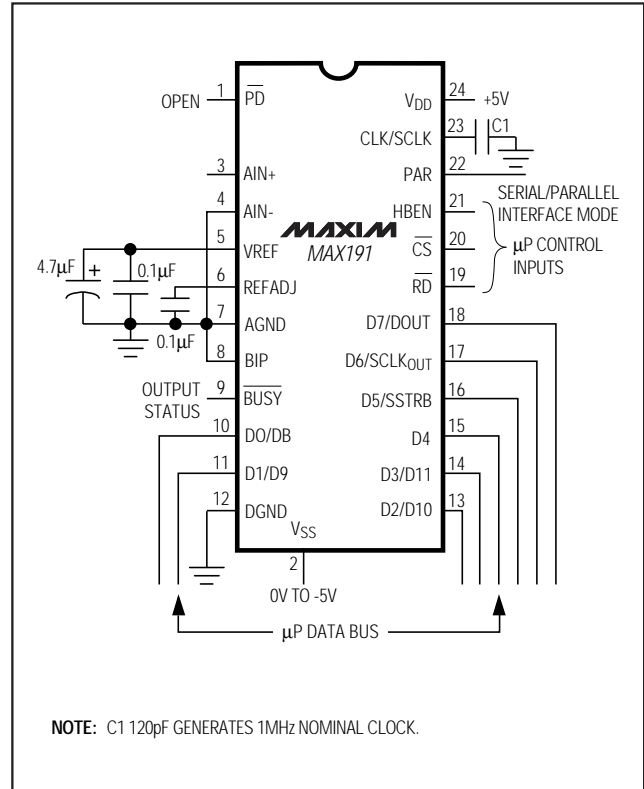 OPEN 1 PD
3 AIN+
4 AIN-
5 VREF
6 REFADJ
7 AGND
8 BIP
OUTPUT STATUS 9 BUSY
10 DO/DB
11 D1/D9
12 DGND
VSS
2
0V TO -5V
4.7µF +
0.1µF
0.1µF
MAXIM
MAX191
VDD 24 +5V
CLK/SCLK 23 C1
PAR 22
HBEN 21
CS 20
RD 19
SERIAL/PARALLEL
INTERFACE MODE
µP CONTROL
INPUTS
D7/DOUT 18
D6/SCLKOUT 17
D5/SSTRB 16
D4 15
D3/D11 14
D2/D10 13
µP DATA BUS
NOTE: C1 120pF GENERATES 1MHz NOMINAL CLOCK.